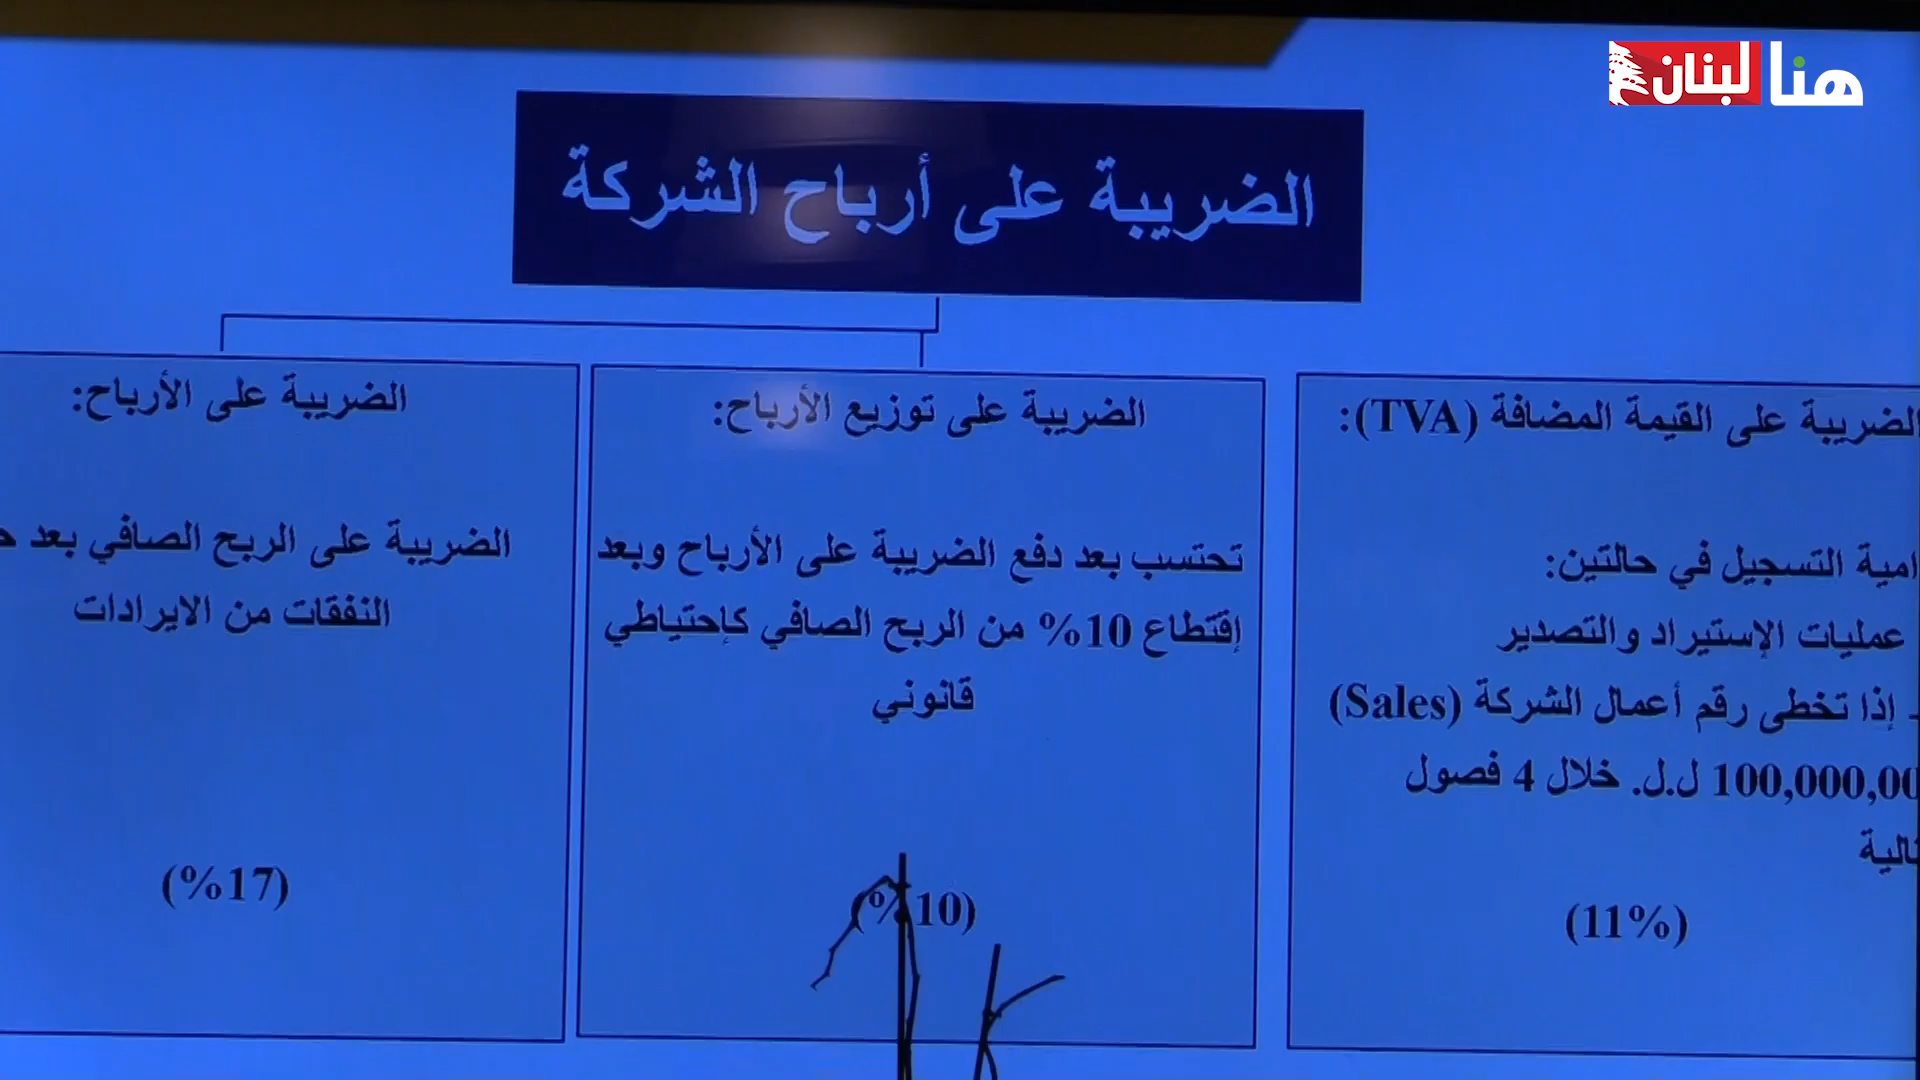 هنا لبنان
الضريبة على أرباح الشركة
الضريبة على القيمة المضافة (TVA):
التسجيل في حالتين:
عمليات الإستيراد والتصدير
- إذا تخطى رقم أعمال الشركة (Sales)
ل.ل. خلال 4 فصول
(11%)
الضريبة على توزيع الأرباح:
تحتسب بعد دفع الضريبة على الأرباح وبعد
إقتطاع 10% من الربح الصافي كإحتياطي
قانوني
(%10)
الضريبة على الأرباح:
الضريبة على الربح الصافي بعد
النفقات من الايرادات
(%17)